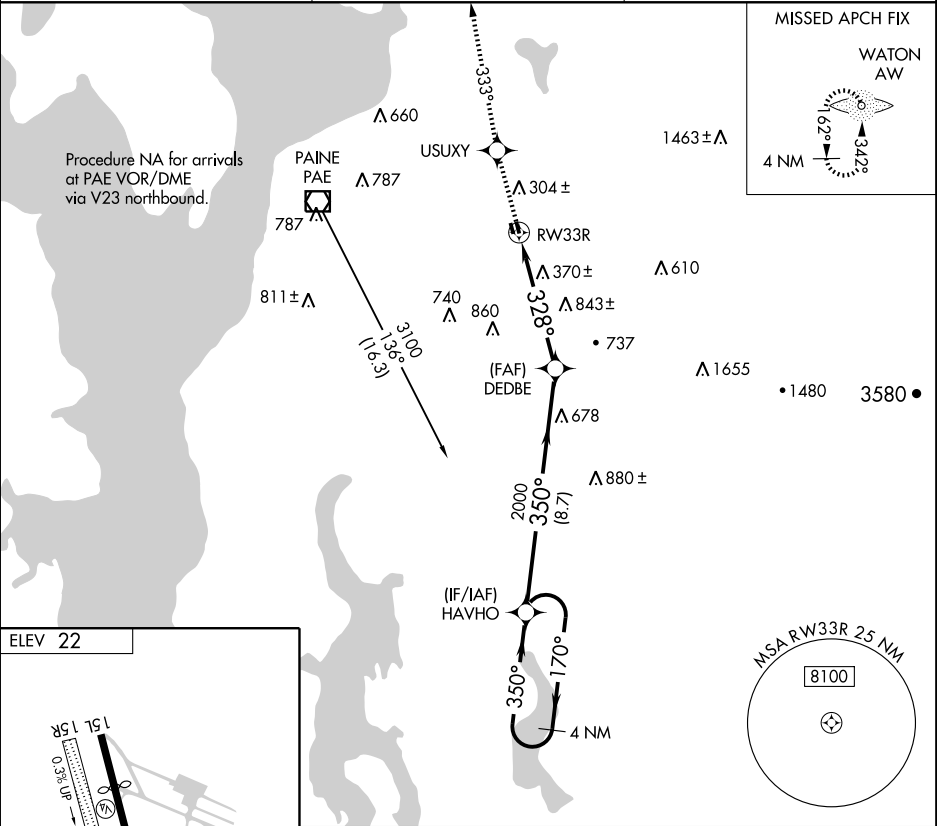 MISSED APCH FIX
WATON
AW
162°
342°
4 NM
333°
660
1463±
USUXY
Procedure NA for arrivals
at PAE VOR/DME
via V23 northbound.
PAINE
PAE
787
304±
787
RW33R
370±
610
811±
740
860
843±
328°
3100
136°
(16.3)
737
(FAF)
DEDBE
1655
1480
3580
678
880±
2000
350°
(8.7)
(IF/IAF)
HAVHO
350°
170°
4 NM
MSA RW33R 25 NM
8100
ELEV 22
15R
15L
0.3% UP
V